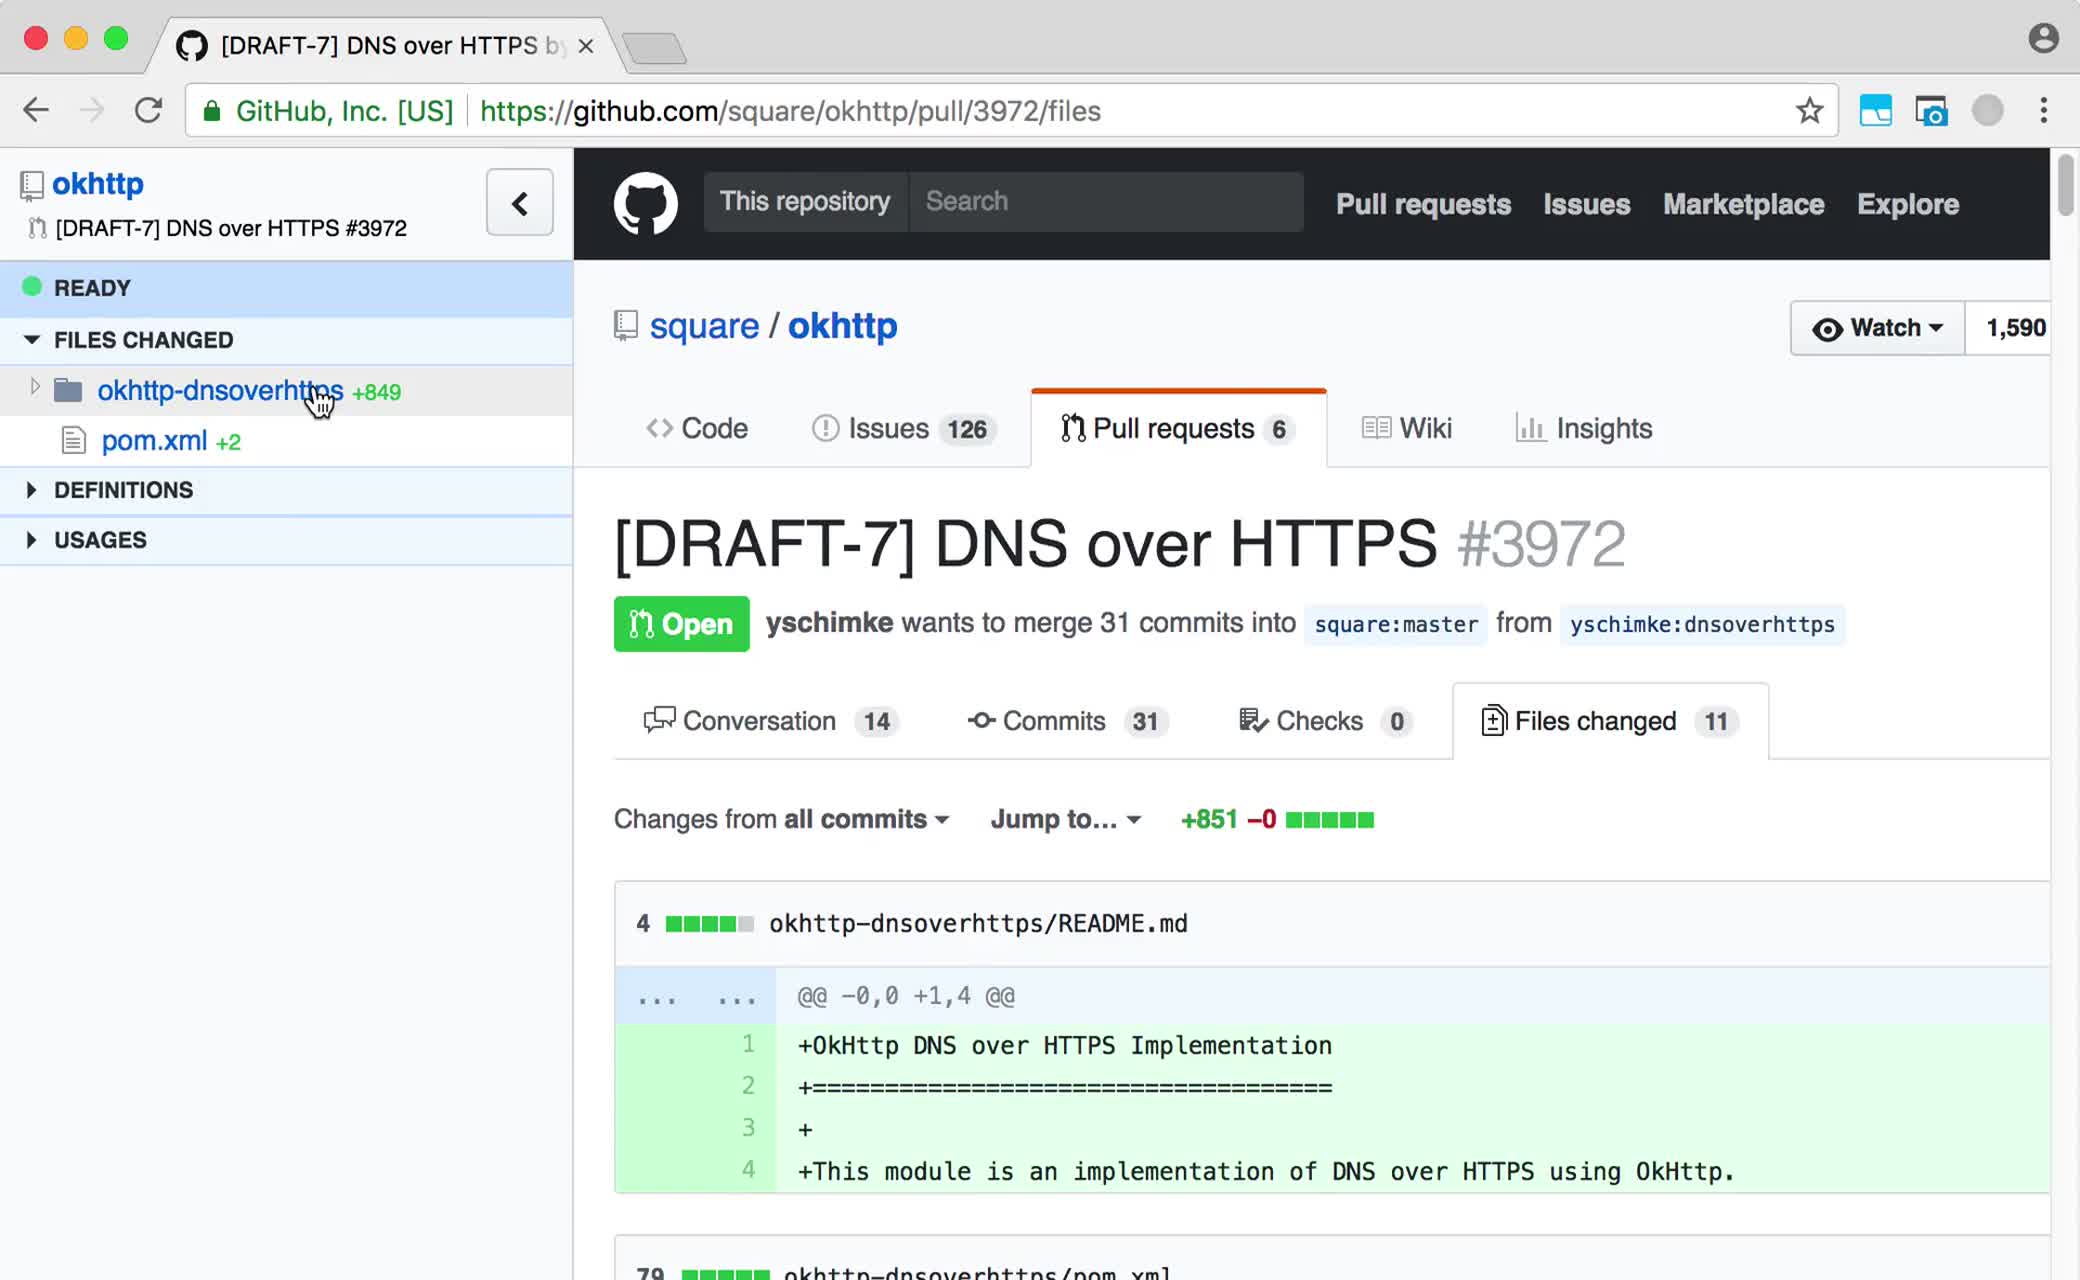 [DRAFT-7] DNS over HTTPS by
GitHub, Inc. [US] https://github.com/square/okhttp/pull/3972/files
okhttp
[DRAFT-7] DNS over HTTPS #3972
READY
FILES CHANGED
okhttp-dnsoverhttps +849
pom.xml +2
DEFINITIONS
USAGES
This repository Search Pull requests Issues Marketplace Explore
square / okhttp
Watch 1,590
Code Issues 126 Pull requests 6 Wiki Insights
[DRAFT-7] DNS over HTTPS #3972
Open yschimke wants to merge 31 commits into square:master from yschimke:dnsoverhttps
Conversation 14 Commits 31 Checks 0 Files changed 11
Changes from all commits Jump to... +851 −0
4 okhttp-dnsoverhttps/README.md
... ... @@ -0,0 +1,4 @@
1 +OkHttp DNS over HTTPS Implementation
2 +====================================
3 +
4 +This module is an implementation of DNS over HTTPS using OkHttp.
79 okhttp-dnsoverhttps/pom.xml